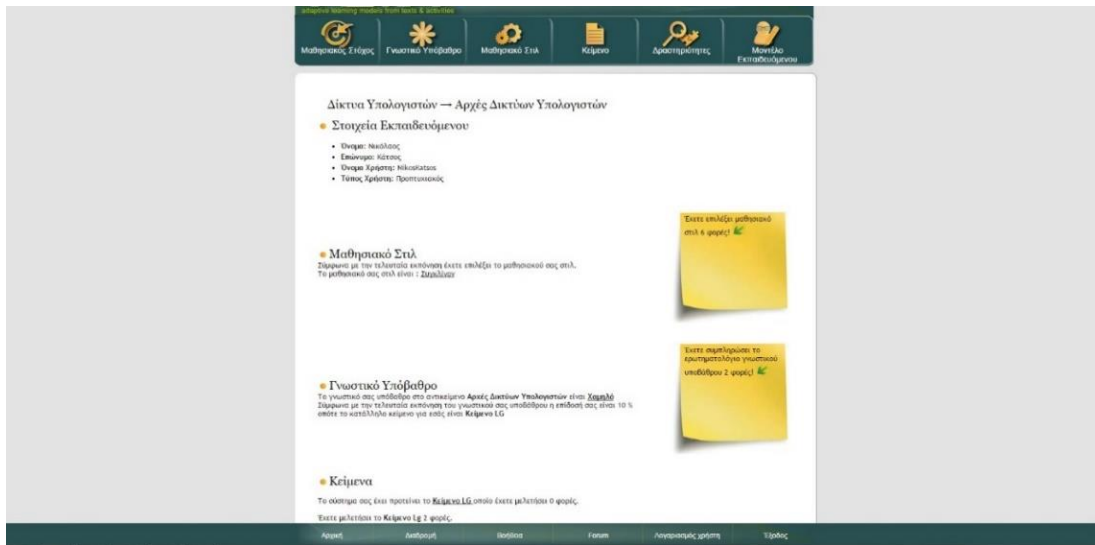 adaptive learning models from texts & activities
Μαθησιακός Στόχος
Γνωστικό Υπόβαθρο
Μαθησιακό Στιλ
Κείμενο
Δραστηριότητες
Μοντέλο
Εκπαιδευόμενου
Δίκτυα Υπολογιστών → Αρχές Δικτύων Υπολογιστών
Στοιχεία Εκπαιδευόμενου
Όνομα: Νικόλαος
Επώνυμο: Κάτσος
Όνομα Χρήστη: NikosKatsos
Τύπος Χρήστη: Προπτυχιακός
Έχετε επιλέξει μαθησιακό
στιλ 6 φορές!
Μαθησιακό Στιλ
Σύμφωνα με την τελευταία εκπόνηση έχετε επιλέξει το μαθησιακού σας στιλ.
Το μαθησιακό σας στιλ είναι :
Έχετε συμπληρώσει το
ερωτηματολόγιο γνωστικού
υποβάθρου 2 φορές!
Γνωστικό Υπόβαθρο
Το γνωστικό σας υπόβαθρο στο αντικείμενο Αρχές Δικτύων Υπολογιστών είναι Χαμηλό
Σύμφωνα με την τελευταία εκπόνηση του γνωστικού σας υποβάθρου η επίδοσή σας είναι 10 %
οπότε το κατάλληλο κείμενο για εσάς είναι Κείμενο LG
Κείμενα
Το σύστημα σας έχει προτείνει το Κείμενο LG οποίο έχετε μελετήσει 0 φορές.
Έχετε μελετήσει το Κείμενο Lg 2 φορές.
Αρχική
Διαδρομή
Βοήθεια
Forum
Λογαριασμός χρήστη
Έξοδος